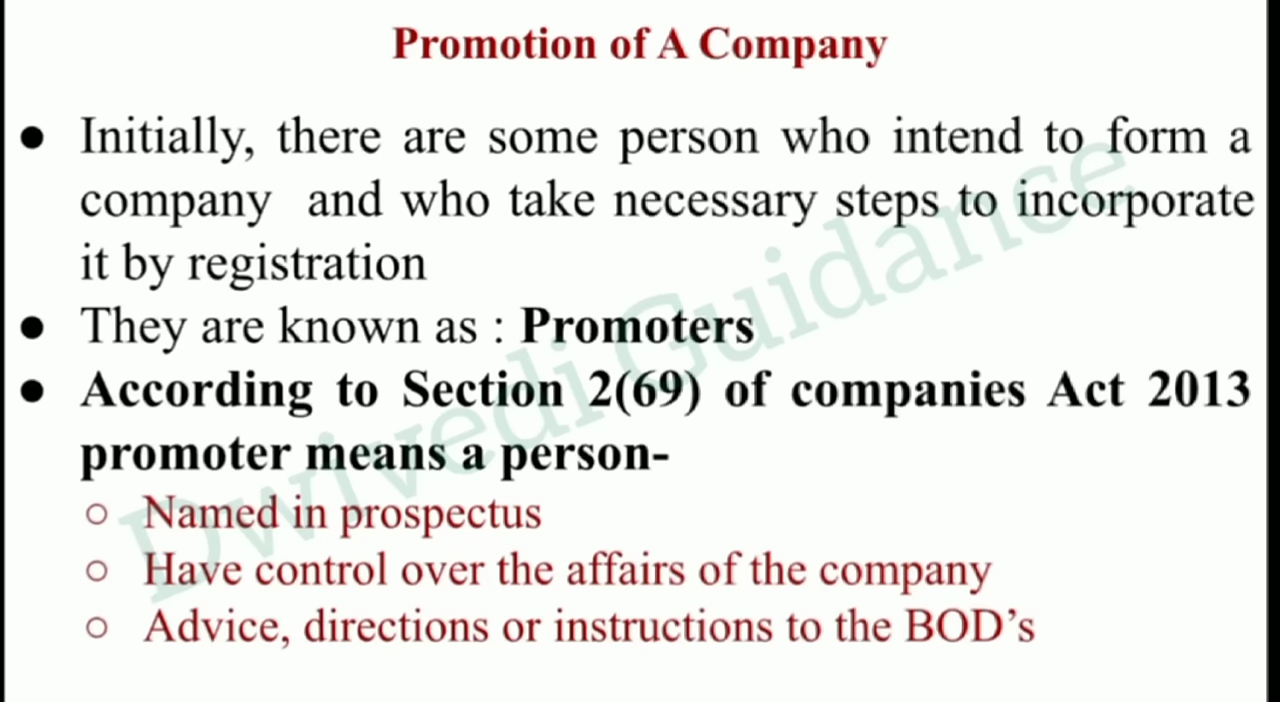 Promotion of A Company
● Initially, there are some person who intend to form a
company and who take necessary steps to incorporate
it by registration
● They are known as : Promoters
● According to Section 2(69) of companies Act 2013
promoter means a person-
○ Named in prospectus
○ Have control over the affairs of the company
○ Advice, directions or instructions to the BOD’s
Dwivedi Guidance